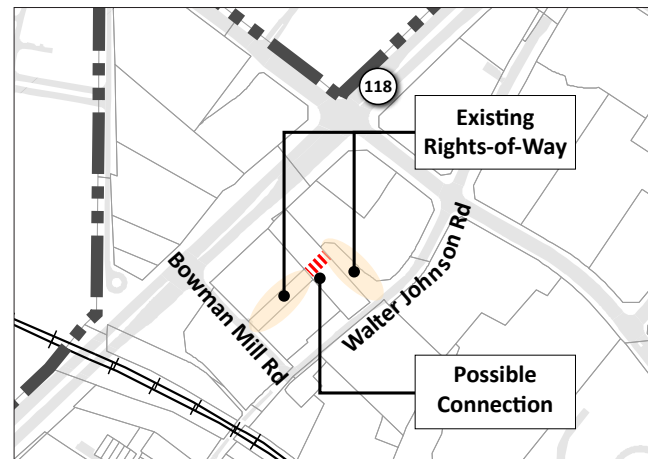 118
Existing
Rights-of-Way
Bowman Mill Rd
Walter Johnson Rd
Possible
Connection